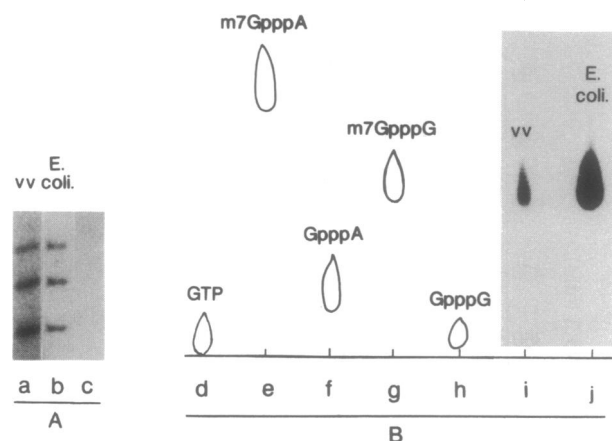 m7GpppA
E.
coli.
vv
m7GpppG
E.
vv coli.
GpppA
GTP
GpppG
a b c d e f g h i j
A
B